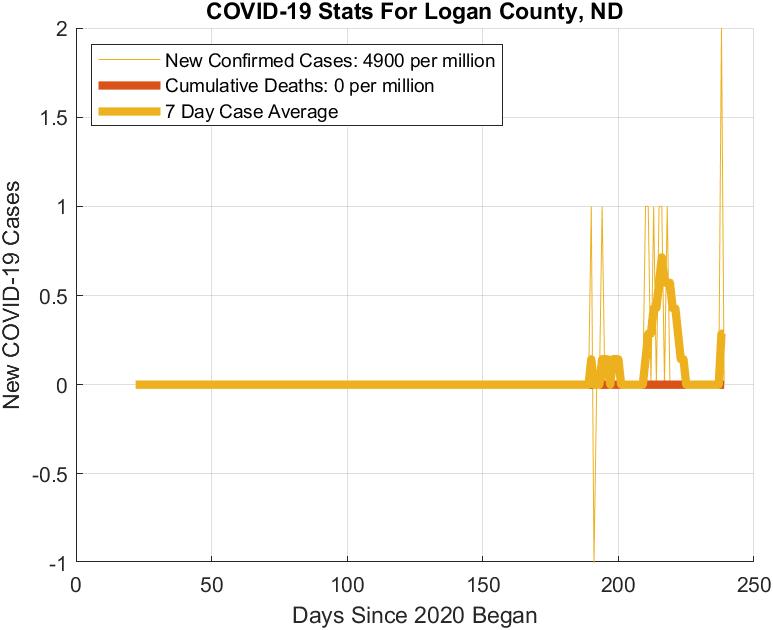 COVID-19 Stats For Logan County, ND
New Confirmed Cases: 4900 per million
Cumulative Deaths: 0 per million
7 Day Case Average
New COVID-19 Cases
2
1.5
1
0.5
0
-0.5
-1
0 50 100 150 200 250
Days Since 2020 Began